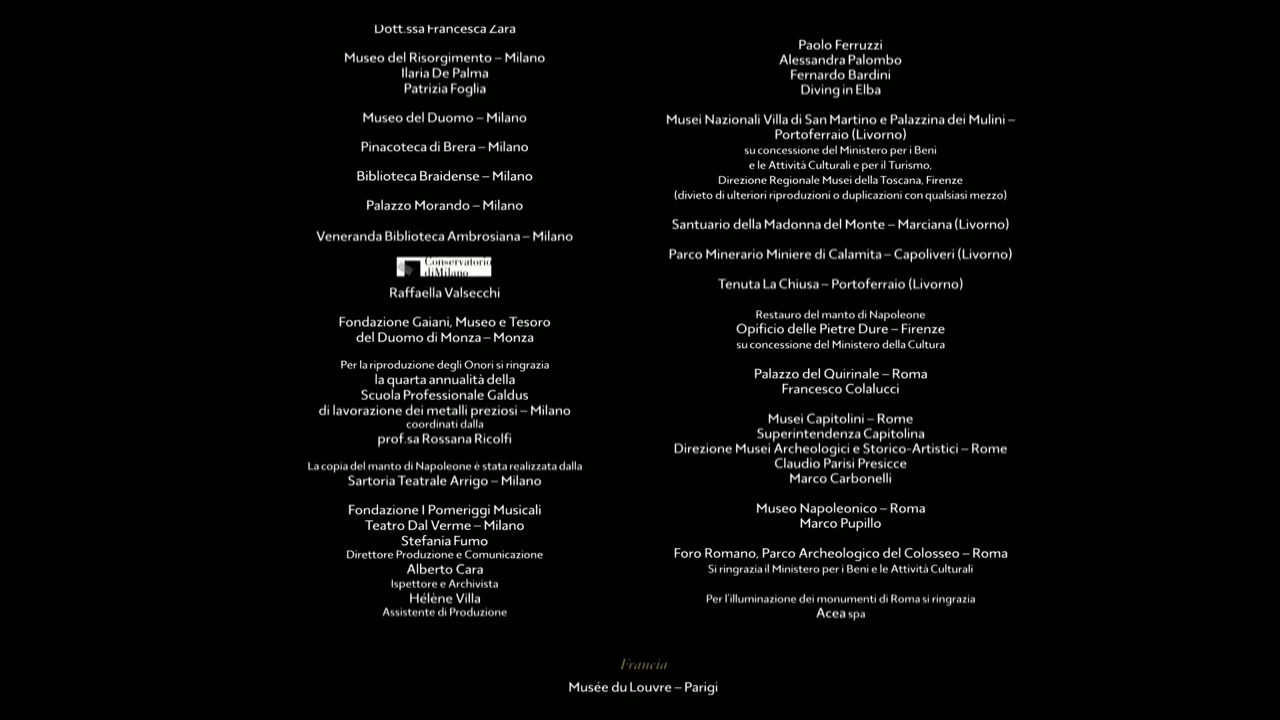 Dott.ssa Francesca Zara
Museo del Risorgimento – Milano
Ilaria De Palma
Patrizia Foglia
Museo del Duomo – Milano
Pinacoteca di Brera – Milano
Biblioteca Braidense – Milano
Palazzo Morando – Milano
Veneranda Biblioteca Ambrosiana – Milano
Conservatorio
diMilano
Raffaella Valsecchi
Fondazione Gaiani, Museo e Tesoro
del Duomo di Monza – Monza
Per la riproduzione degli Onori si ringrazia
la quarta annualità della
Scuola Professionale Galdus
di lavorazione dei metalli preziosi – Milano
coordinati dalla
prof.sa Rossana Ricolfi
La copia del manto di Napoleone è stata realizzata dalla
Sartoria Teatrale Arrigo – Milano
Fondazione I Pomeriggi Musicali
Teatro Dal Verme – Milano
Stefania Fumo
Direttore Produzione e Comunicazione
Alberto Cara
Ispettore e Archivista
Hélène Villa
Assistente di Produzione
Paolo Ferruzzi
Alessandra Palombo
Fernardo Bardini
Diving in Elba
Musei Nazionali Villa di San Martino e Palazzina dei Mulini –
Portoferraio (Livorno)
su concessione del Ministero per i Beni
e le Attività Culturali e per il Turismo,
Direzione Regionale Musei della Toscana, Firenze
(divieto di ulteriori riproduzioni o duplicazioni con qualsiasi mezzo)
Santuario della Madonna del Monte – Marciana (Livorno)
Parco Minerario Miniere di Calamita – Capoliveri (Livorno)
Tenuta La Chiusa – Portoferraio (Livorno)
Restauro del manto di Napoleone
Opificio delle Pietre Dure – Firenze
su concessione del Ministero della Cultura
Palazzo del Quirinale – Roma
Francesco Colalucci
Musei Capitolini – Rome
Superintendenza Capitolina
Direzione Musei Archeologici e Storico-Artistici – Rome
Claudio Parisi Presicce
Marco Carbonelli
Museo Napoleonico – Roma
Marco Pupillo
Foro Romano, Parco Archeologico del Colosseo – Roma
Si ringrazia il Ministero per i Beni e le Attività Culturali
Per l'illuminazione dei monumenti di Roma si ringrazia
Acea spa
Francia
Musée du Louvre – Parigi